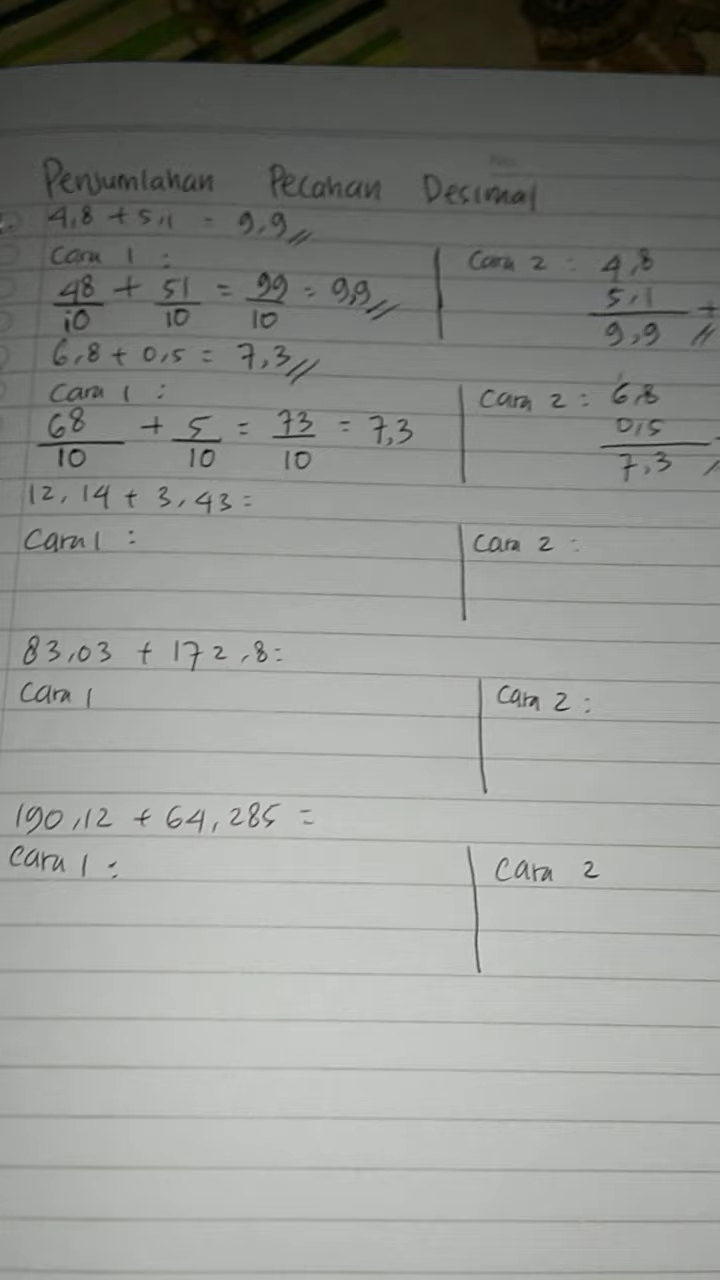 Penjumlahan Pecahan Desimal
4,8 + 5,1 = 9,9 //
Cara 1 :
48/10 + 51/10 = 99/10 = 9,9 //
Cara 2 : 4,8
5,1 +
9,9 //
6,8 + 0,5 = 7,3 //
Cara 1 :
68/10 + 5/10 = 73/10 = 7,3
Cara 2 : 6,8
0,5
7,3 //
12,14 + 3,43 =
Cara 1 :
Cara 2 :
83,03 + 172,8 =
Cara 1
Cara 2 :
190,12 + 64,285 =
Cara 1 :
Cara 2